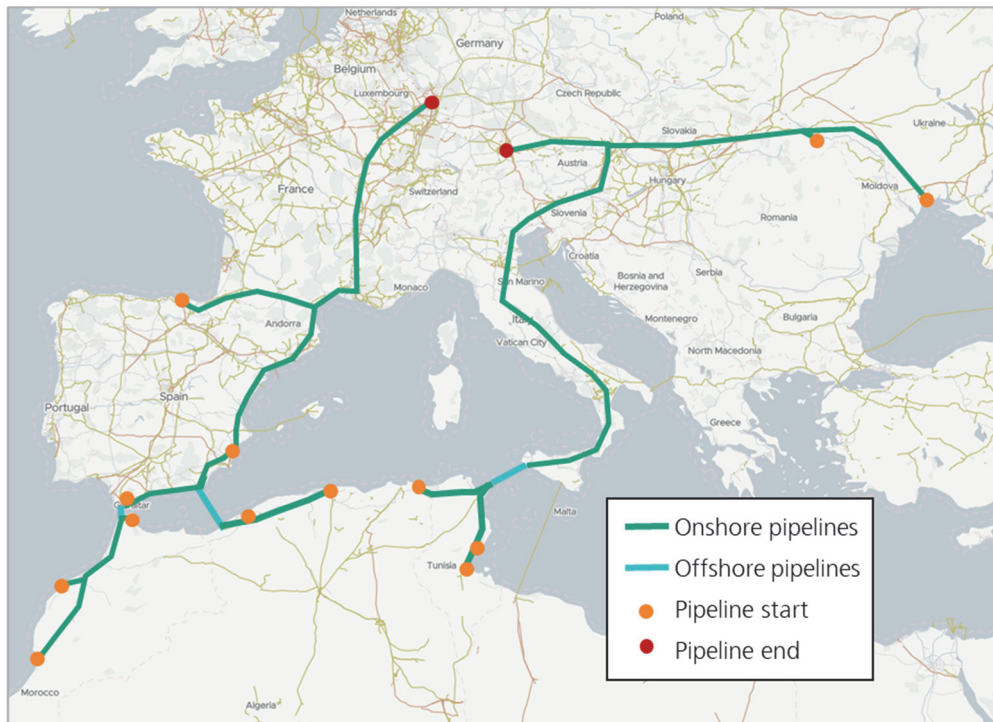 Netherlands
Poland
Germany
Belgium
Luxembourg
Czech Republic
Ukraine
Slovakia
Austria
France
Switzerland
Hungary
Moldova
Slovenia
Romania
Croatia
San Marino
Bosnia and
Herzegovina
Serbia
Monaco
Andorra
Italy
Montenegro
Bulgaria
Vatican City
North Macedonia
Spain
Portugal
Greece
Gibraltar
Malta
Tunisia
Morocco
Algeria
Onshore pipelines
Offshore pipelines
Pipeline start
Pipeline end